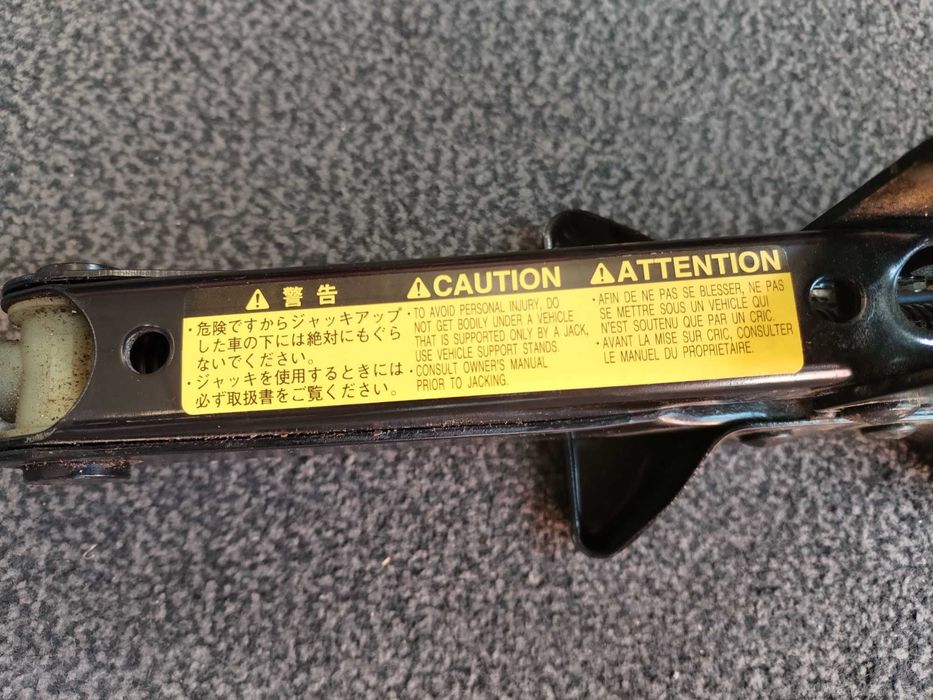 ⚠警告
・危険ですからジャッキアップ
した車の下には絶対にもぐら
ないでください。
・ジャッキを使用するときには
必ず取扱書をご覧ください。
⚠CAUTION
・TO AVOID PERSONAL INJURY, DO
NOT GET BODILY UNDER A VEHICLE
THAT IS SUPPORTED ONLY BY A JACK,
USE VEHICLE SUPPORT STANDS.
・CONSULT OWNER'S MANUAL
PRIOR TO JACKING.
⚠ATTENTION
・AFIN DE NE PAS SE BLESSER, NE PAS
SE METTRE SOUS UN VEHICLE QUI
N'EST SOUTENU QUE PAR UN CRIC.
・AVANT LA MISE SUR CRIC, CONSULTER
LE MANUEL DU PROPRIETAIRE.